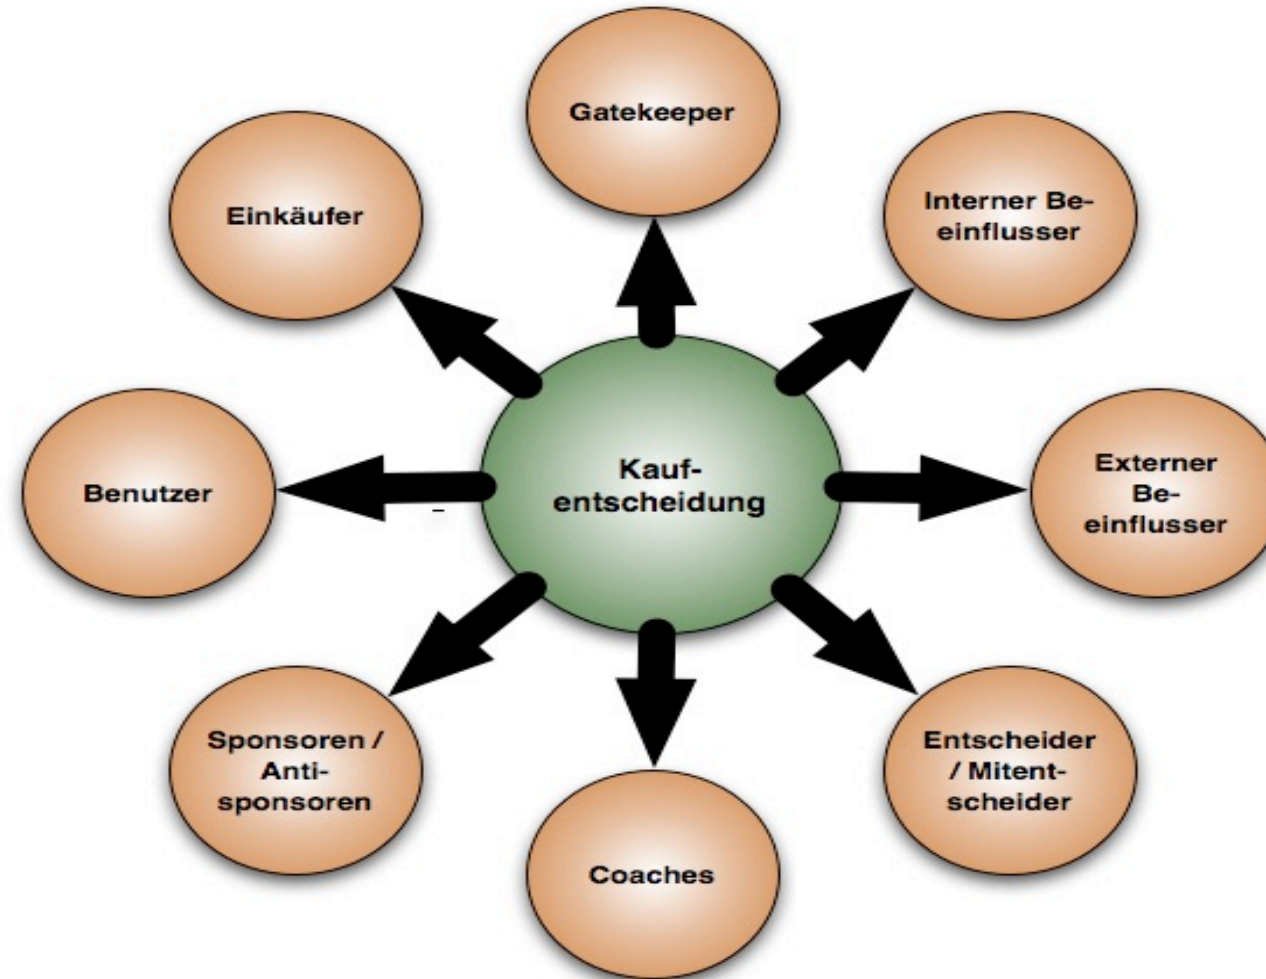 Gatekeeper
Interner Be-
einflusser
Einkäufer
Externer
Be-
einflusser
Kauf-
entscheidung
Benutzer
Sponsoren /
Anti-
sponsoren
Entscheider
/ Mitent-
scheider
Coaches